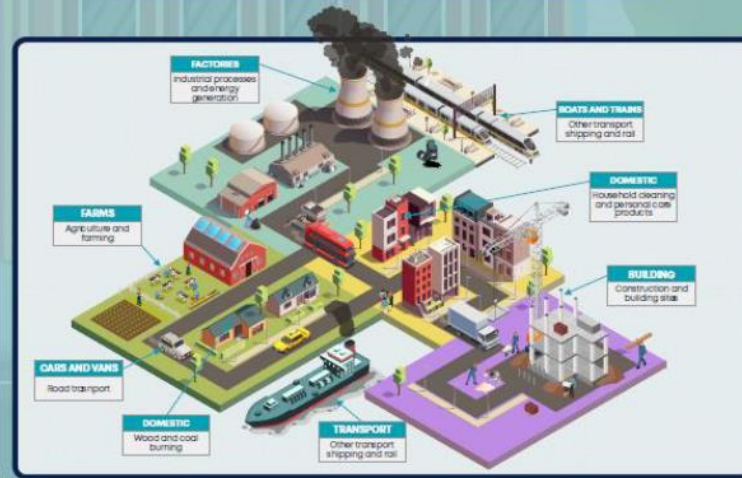 FACTORIES
Industrial processes
and energy
generation
BOATS AND TRAINS
Other transport
shipping and rail
DOMESTIC
Household cleaning
and personal care
products
FARMS
Agriculture and
farming
BUILDING
Construction and
building sites
CARS AND VANS
Road transport
DOMESTIC
Wood and coal
burning
TRANSPORT
Other transport
shipping and rail